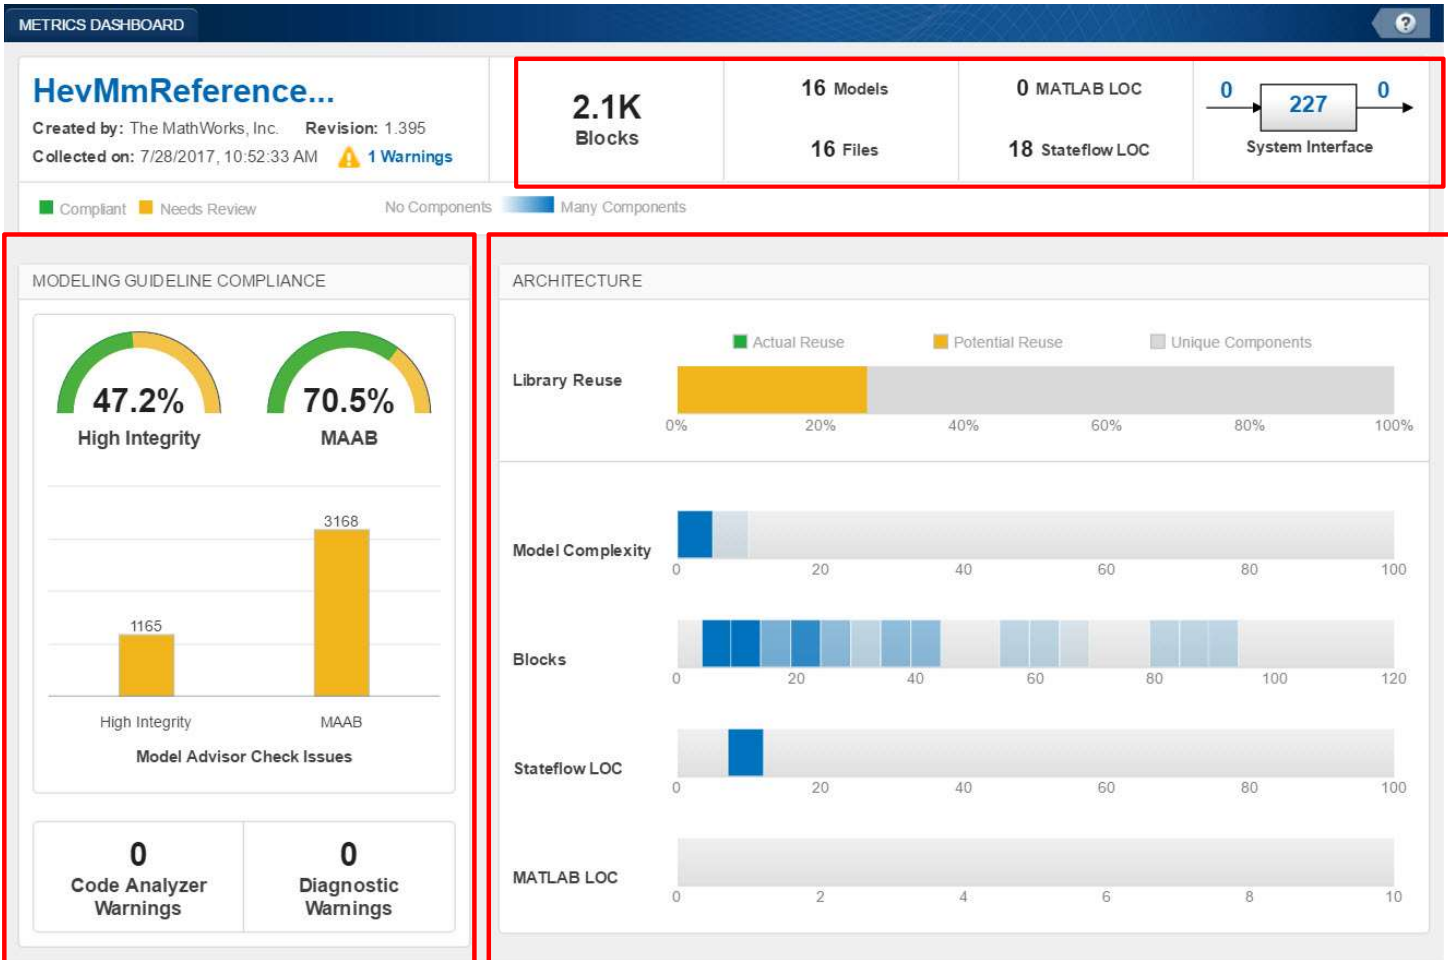 METRICS DASHBOARD
?
HevMmReference...
Created by: The MathWorks, Inc. Revision: 1.395
Collected on: 7/28/2017, 10:52:33 AM 1 Warnings
2.1K
Blocks
16 Models
16 Files
0 MATLAB LOC
18 Stateflow LOC
0 227 0
System Interface
Compliant Needs Review No Components Many Components
MODELING GUIDELINE COMPLIANCE
47.2% 70.5%
High Integrity MAAB
3168
1165
High Integrity MAAB
Model Advisor Check Issues
0
Code Analyzer
Warnings
0
Diagnostic
Warnings
ARCHITECTURE
Actual Reuse Potential Reuse Unique Components
Library Reuse
0% 20% 40% 60% 80% 100%
Model Complexity
0 20 40 60 80 100
Blocks
0 20 40 60 80 100 120
Stateflow LOC
0 20 40 60 80 100
MATLAB LOC
0 2 4 6 8 10